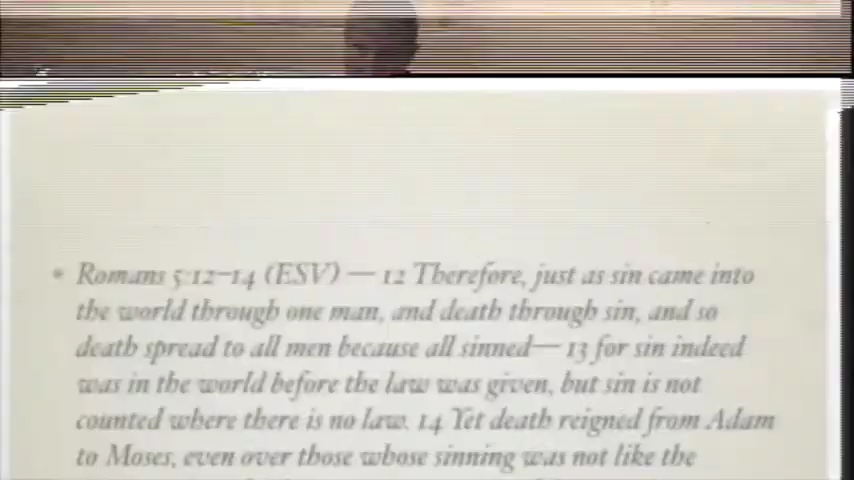 • Romans 5:12–14 (ESV) — 12 Therefore, just as sin came into
the world through one man, and death through sin, and so
death spread to all men because all sinned— 13 for sin indeed
was in the world before the law was given, but sin is not
counted where there is no law. 14 Yet death reigned from Adam
to Moses, even over those whose sinning was not like the